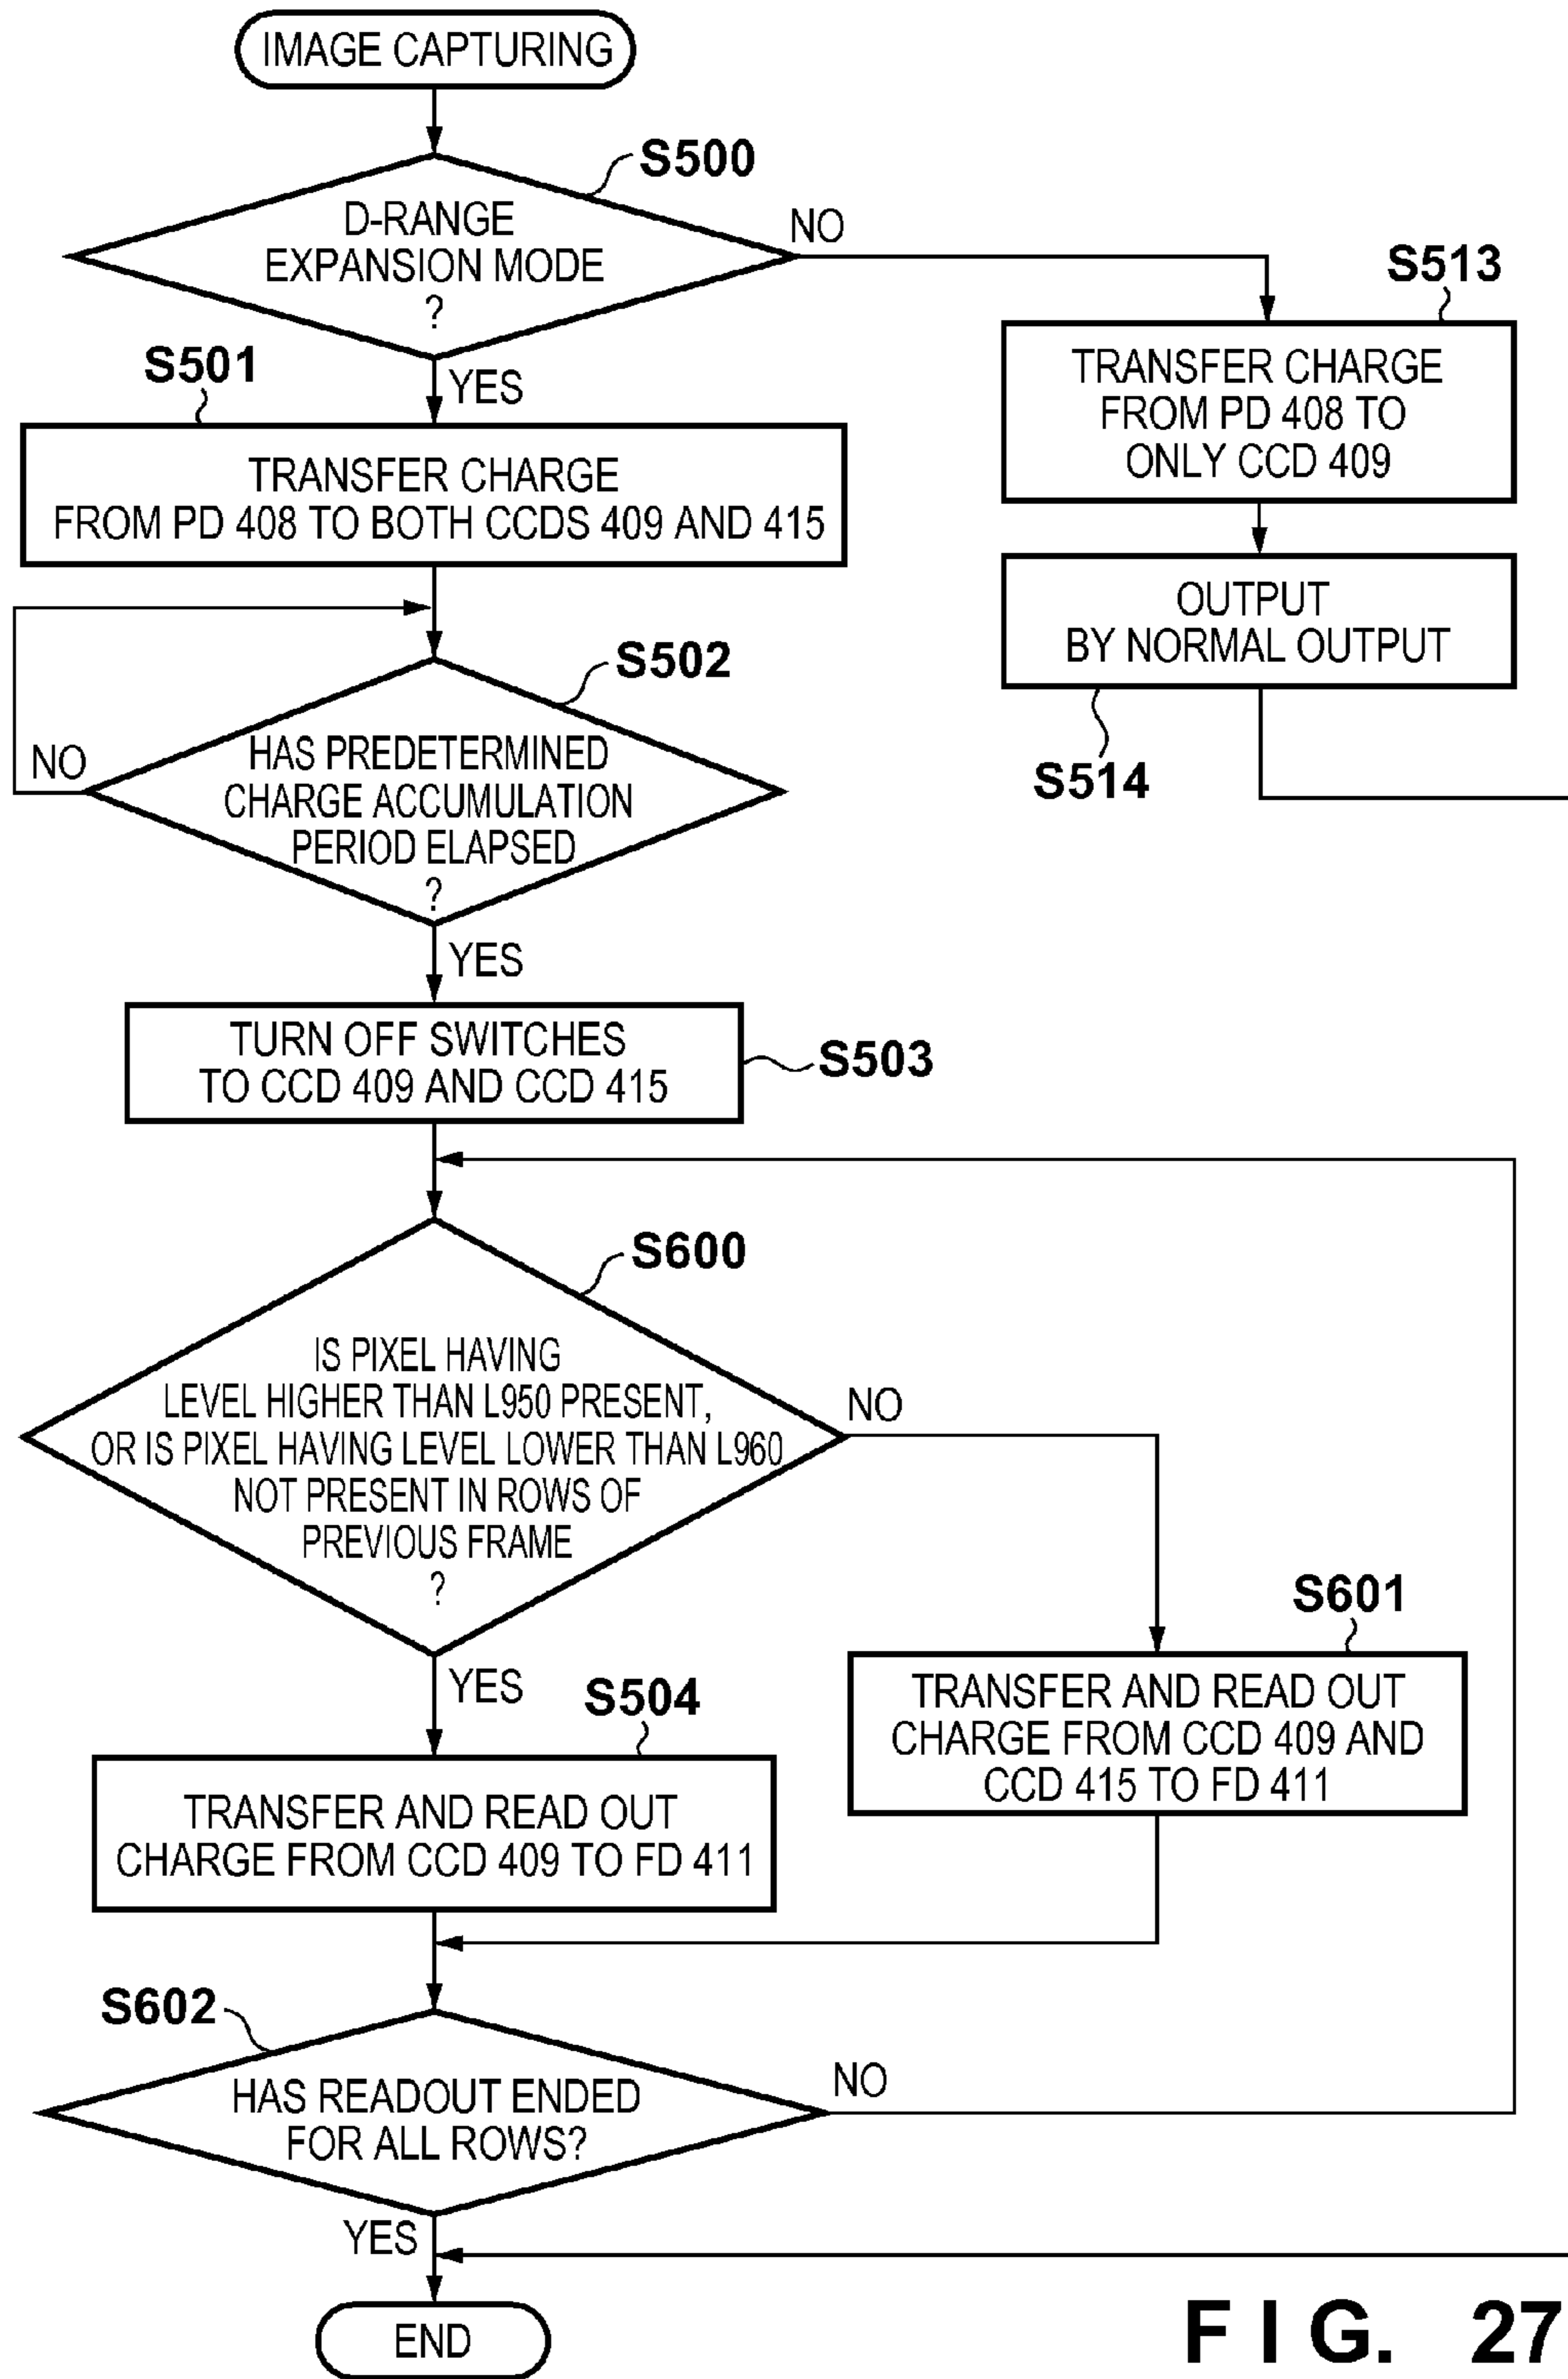 IMAGE CAPTURING
S500
D-RANGE
EXPANSION MODE
?
NO
YES
S513
TRANSFER CHARGE
FROM PD 408 TO
ONLY CCD 409
OUTPUT
BY NORMAL OUTPUT
S514
S501
TRANSFER CHARGE
FROM PD 408 TO BOTH CCDS 409 AND 415
S502
HAS PREDETERMINED
CHARGE ACCUMULATION
PERIOD ELAPSED
?
NO
YES
TURN OFF SWITCHES
TO CCD 409 AND CCD 415
S503
S600
IS PIXEL HAVING
LEVEL HIGHER THAN L950 PRESENT,
OR IS PIXEL HAVING LEVEL LOWER THAN L960
NOT PRESENT IN ROWS OF
PREVIOUS FRAME
?
NO
YES
S601
TRANSFER AND READ OUT
CHARGE FROM CCD 409 AND
CCD 415 TO FD 411
S504
TRANSFER AND READ OUT
CHARGE FROM CCD 409 TO FD 411
S602
HAS READOUT ENDED
FOR ALL ROWS?
NO
YES
END
FIG. 27